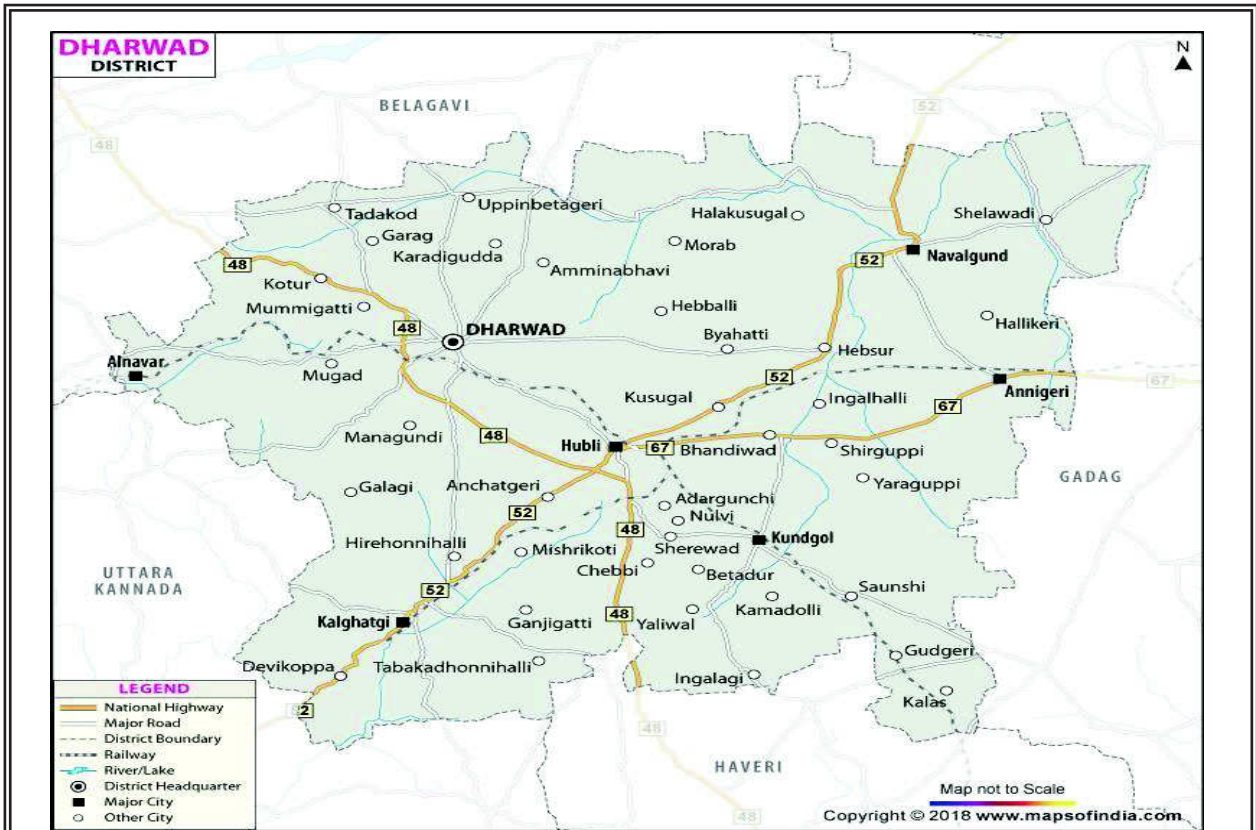 DHARWAD
DISTRICT
N
BELAGAVI
52
48
Tadakod
Uppinbetageri
Halakusugal
Shelawadi
Garag
Karadigudda
Morab
Navalgund
48
Amminabhavi
52
Kotur
Mummigatti
Hebballi
Hallikeri
48
DHARWAD
Byahatti
Hebsur
Alnavar
Mugad
52
Annigeri
67
Kusugal
Ingalhalli
67
Managundi
48
Hubli
67
Bhandiwad
Shirguppi
GADAG
Galagi
Anchatgeri
Yaraguppi
52
Adargunchi
Nulvi
48
Hirehonnihalli
Mishrikoti
Sherewad
Kundgol
UTTARA
KANNADA
Chebbi
Betadur
52
Saunshi
Kalghatgi
Ganjigatti
48
Yaliwal
Kamadolli
Devikoppa
Tabakadhonnihalli
Gudgeri
Ingalagi
Kalas
LEGEND
National Highway
2
Major Road
48
District Boundary
Railway
River/Lake
HAVERI
District Headquarter
Major City
Map not to Scale
Other City
48
Copyright © 2018 www.mapsofindia.com